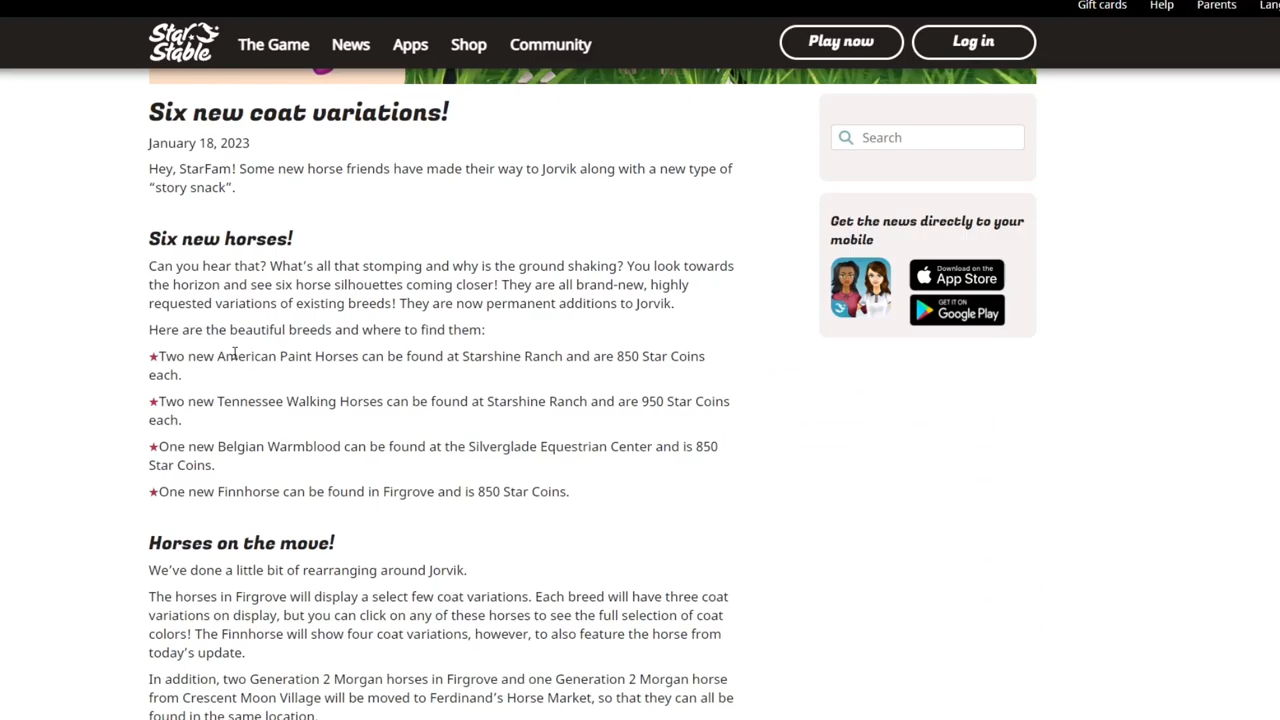 Gift cards Help Parents Lan
Star Stable The Game News Apps Shop Community Play now Log in
Six new coat variations!
January 18, 2023
Hey, StarFam! Some new horse friends have made their way to Jorvik along with a new type of
“story snack”.
Six new horses!
Can you hear that? What's all that stomping and why is the ground shaking? You look towards
the horizon and see six horse silhouettes coming closer! They are all brand-new, highly
requested variations of existing breeds! They are now permanent additions to Jorvik.
Here are the beautiful breeds and where to find them:
★Two new American Paint Horses can be found at Starshine Ranch and are 850 Star Coins
each.
★Two new Tennessee Walking Horses can be found at Starshine Ranch and are 950 Star Coins
each.
★One new Belgian Warmblood can be found at the Silverglade Equestrian Center and is 850
Star Coins.
★One new Finnhorse can be found in Firgrove and is 850 Star Coins.
Horses on the move!
We've done a little bit of rearranging around Jorvik.
The horses in Firgrove will display a select few coat variations. Each breed will have three coat
variations on display, but you can click on any of these horses to see the full selection of coat
colors! The Finnhorse will show four coat variations, however, to also feature the horse from
today's update.
In addition, two Generation 2 Morgan horses in Firgrove and one Generation 2 Morgan horse
from Crescent Moon Village will be moved to Ferdinand's Horse Market, so that they can all be
found in the same location.
Search
Get the news directly to your
mobile
Download on the
App Store
GET IT ON
Google Play